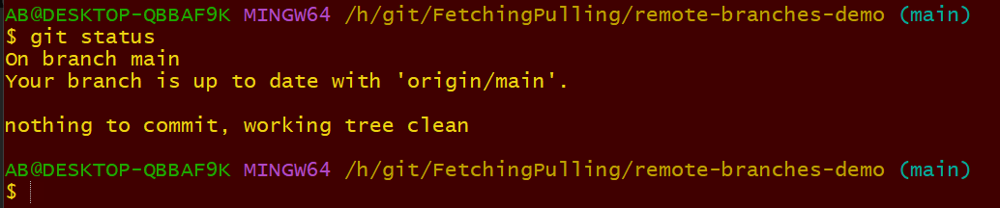 AB@DESKTOP-QBBAF9K MINGW64 /h/git/FetchingPulling/remote-branches-demo (main)
$ git status
On branch main
Your branch is up to date with 'origin/main'.
nothing to commit, working tree clean
AB@DESKTOP-QBBAF9K MINGW64 /h/git/FetchingPulling/remote-branches-demo (main)
$